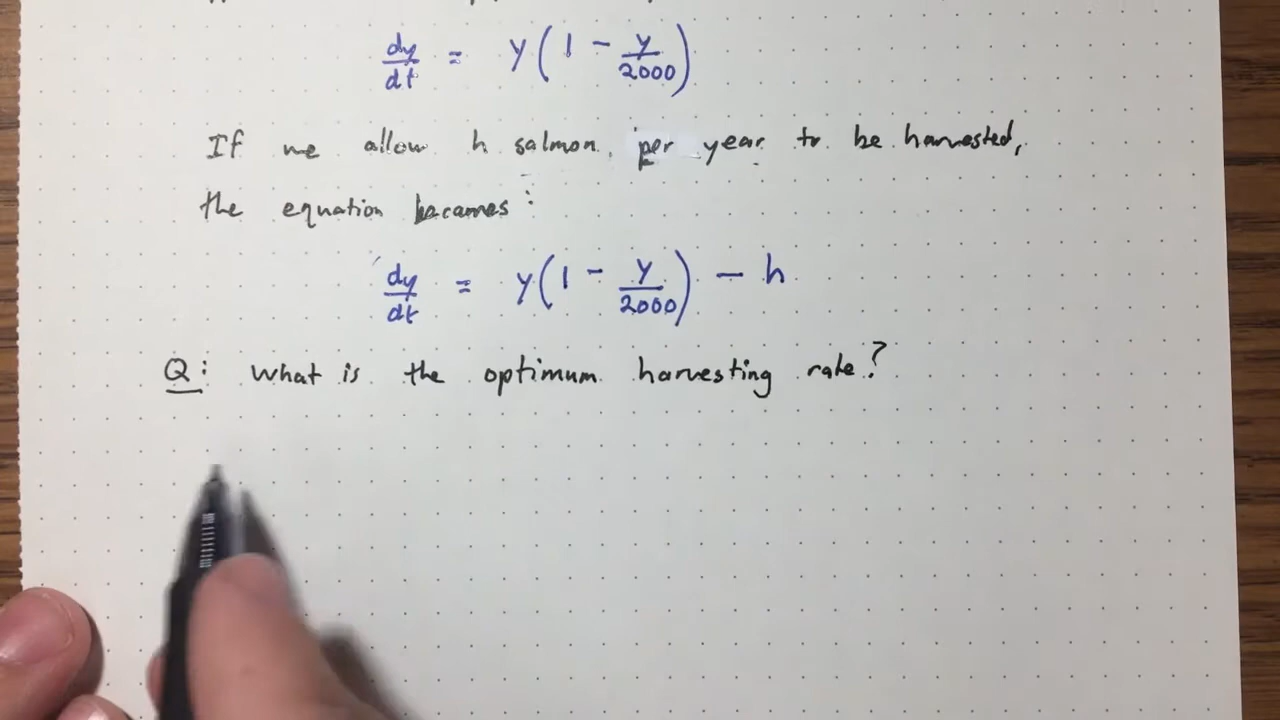 dy/dt = y(1 - y/2000)
If we allow h salmon per year to be harvested,
the equation becomes:
dy/dt = y(1 - y/2000) - h
Q: What is the optimum harvesting rate?